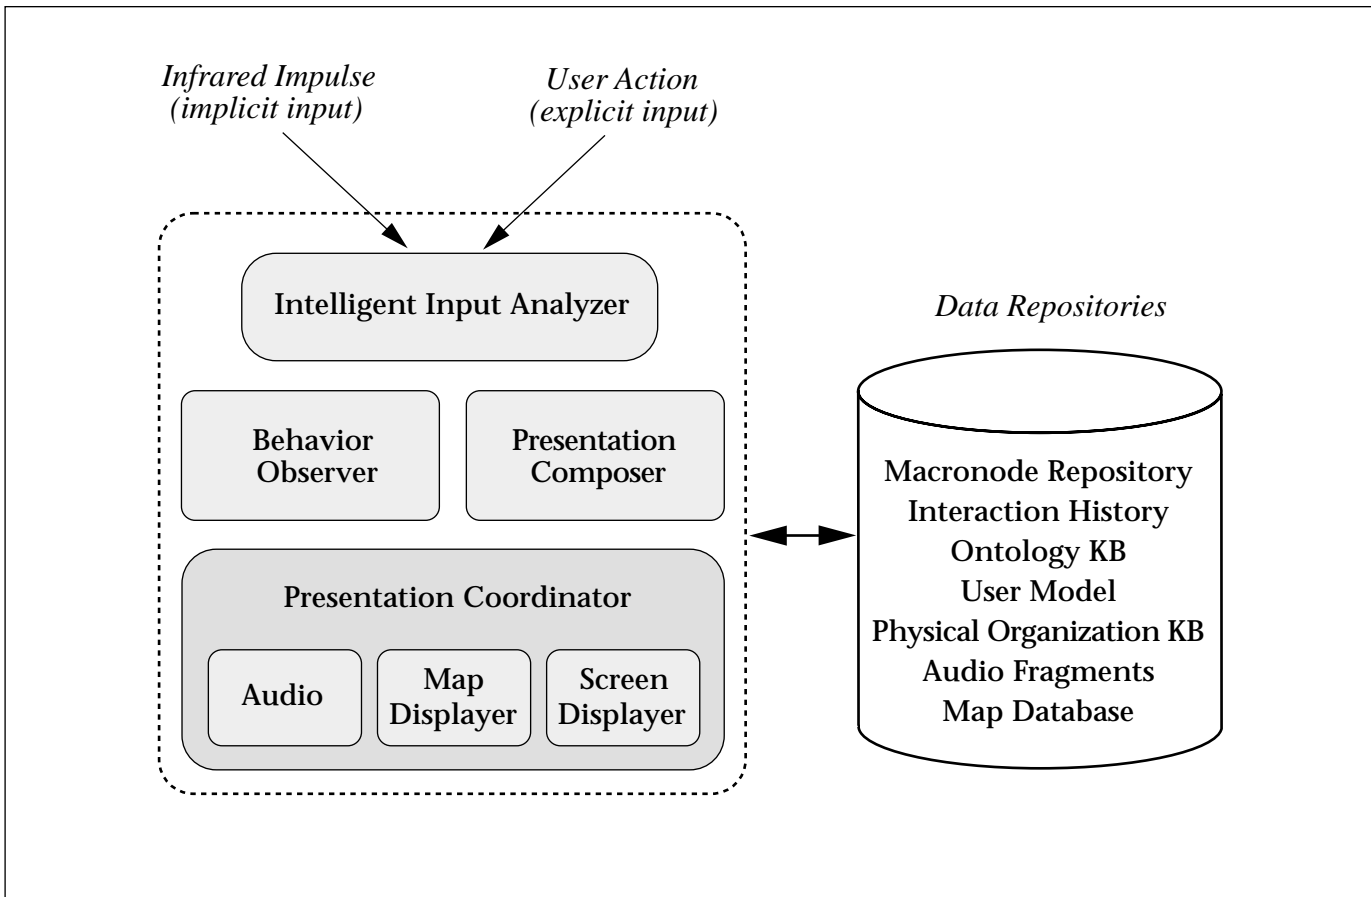 Infrared Impulse
(implicit input)
User Action
(explicit input)
Intelligent Input Analyzer
Behavior
Observer
Presentation
Composer
Presentation Coordinator
Audio
Map
Displayer
Screen
Displayer
Data Repositories
Macronode Repository
Interaction History
Ontology KB
User Model
Physical Organization KB
Audio Fragments
Map Database